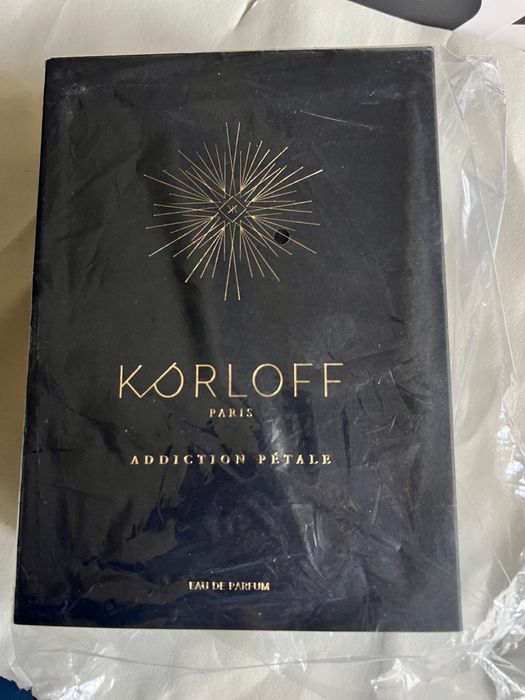 KORLOFF
PARIS
ADDICTION PÉTALE
EAU DE PARFUM